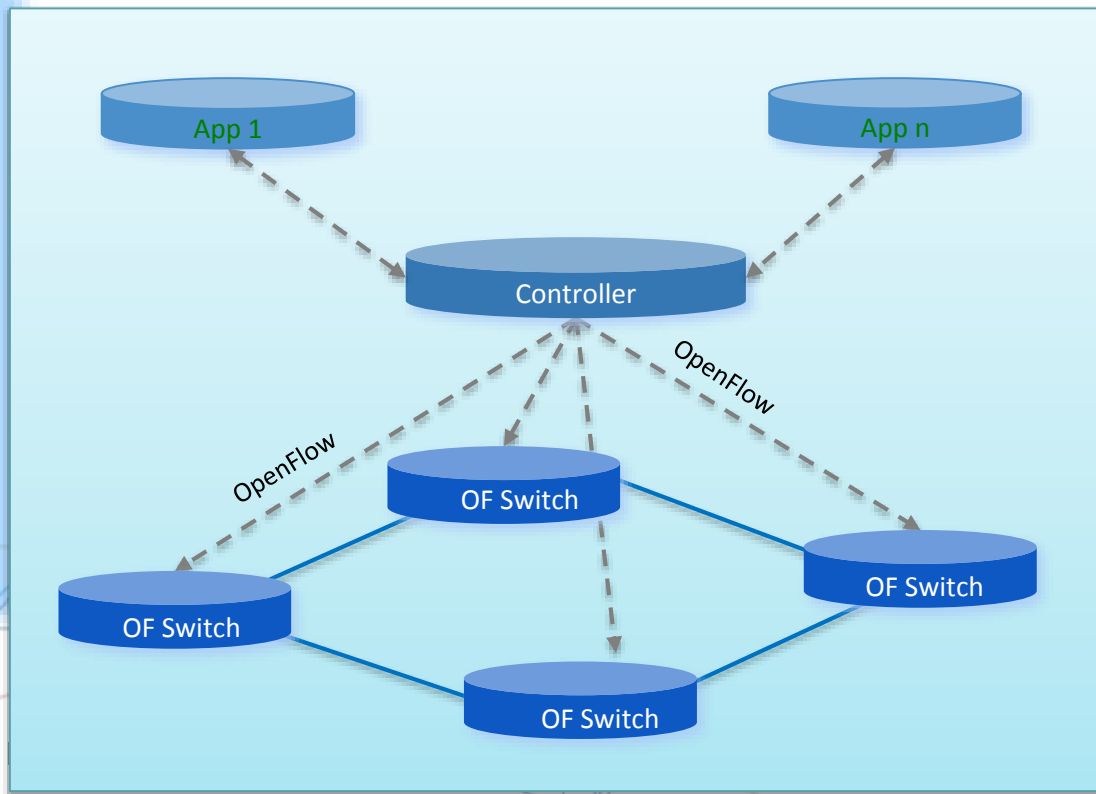 App 1
App n
Controller
OpenFlow
OpenFlow
OF Switch
OF Switch
OF Switch
OF Switch